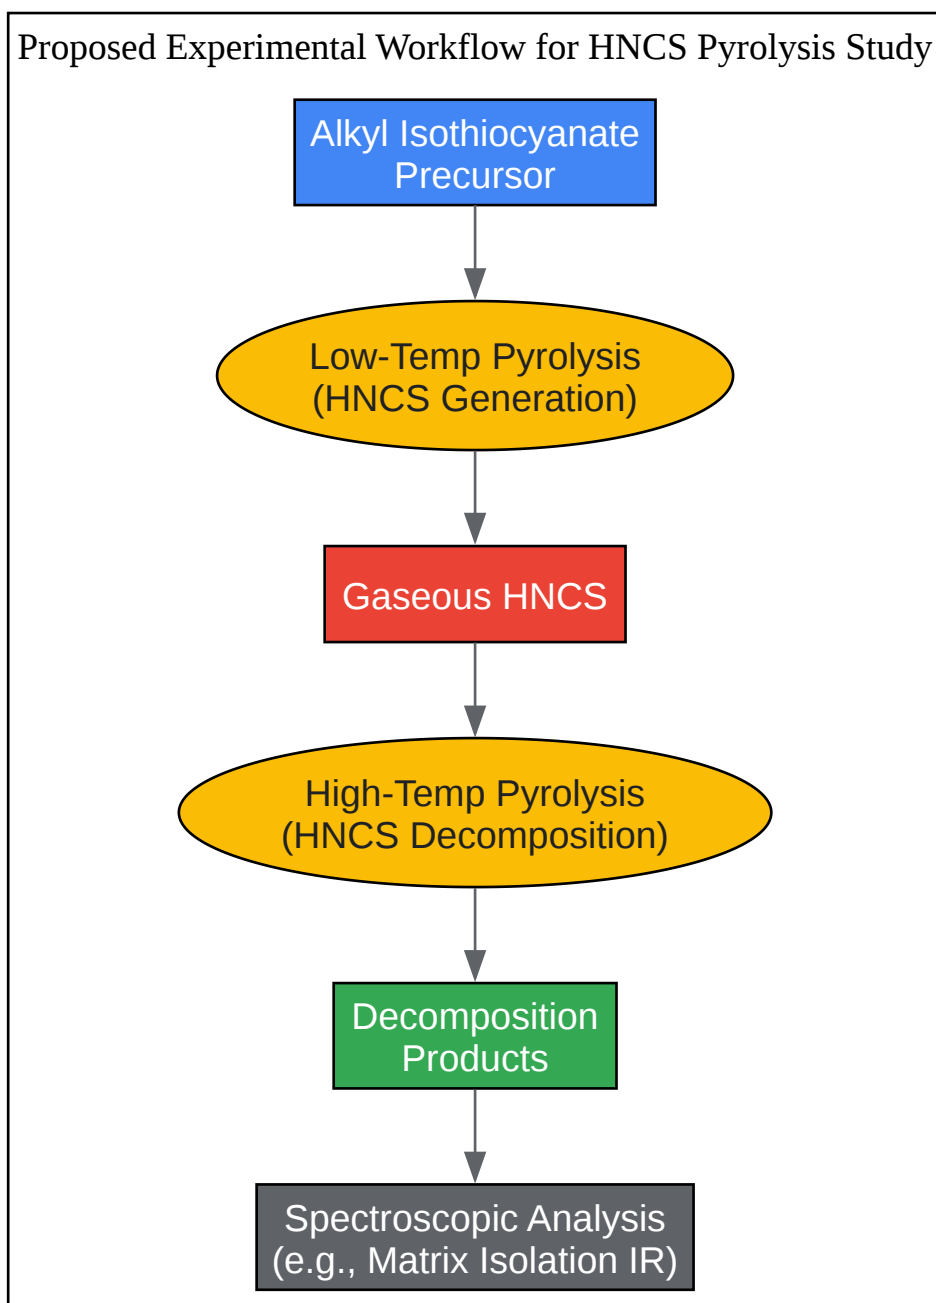 Proposed Experimental Workflow for HNCS Pyrolysis Study
Alkyl Isothiocyanate
Precursor
Low-Temp Pyrolysis
(HNCS Generation)
Gaseous HNCS
High-Temp Pyrolysis
(HNCS Decomposition)
Decomposition
Products
Spectroscopic Analysis
(e.g., Matrix Isolation IR)